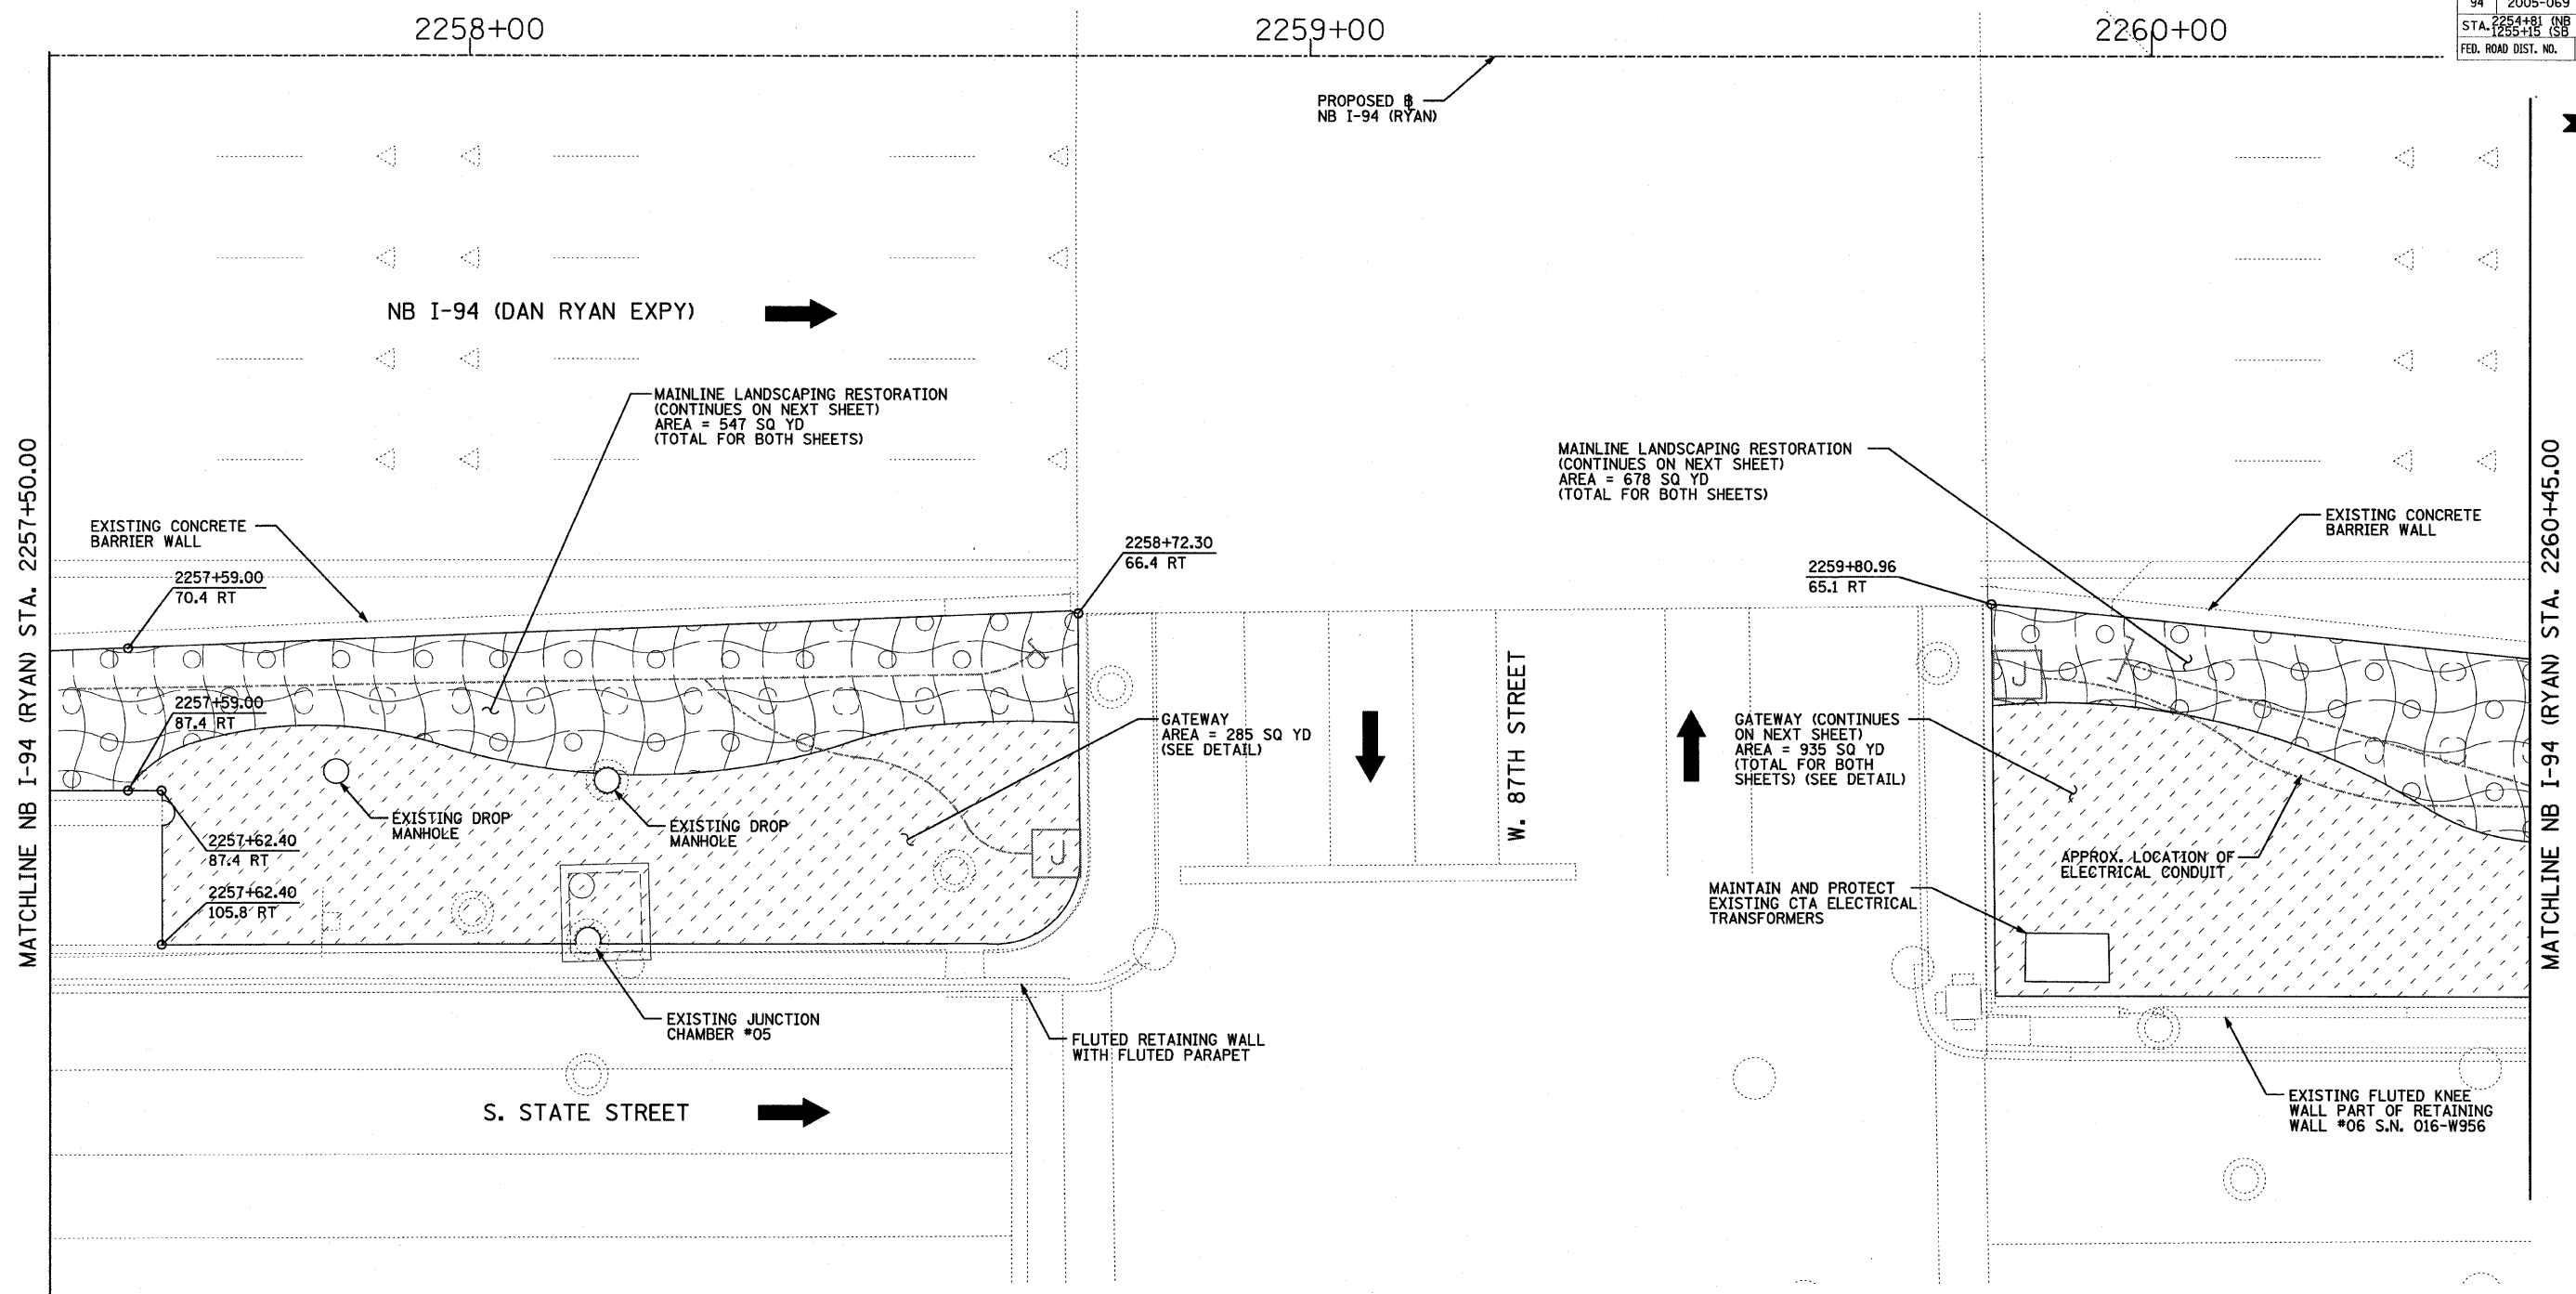 94 2005-069
STA. 2254+81 (NB
1255+15 (SB
FED. ROAD DIST. NO.
2258+00
2259+00
2260+00
PROPOSED ␢
NB I-94 (RYAN)
NB I-94 (DAN RYAN EXPY)
MAINLINE LANDSCAPING RESTORATION
(CONTINUES ON NEXT SHEET)
AREA = 547 SQ YD
(TOTAL FOR BOTH SHEETS)
MAINLINE LANDSCAPING RESTORATION
(CONTINUES ON NEXT SHEET)
AREA = 678 SQ YD
(TOTAL FOR BOTH SHEETS)
EXISTING CONCRETE
BARRIER WALL
EXISTING CONCRETE
BARRIER WALL
MATCHLINE NB I-94 (RYAN) STA. 2257+50.00
MATCHLINE NB I-94 (RYAN) STA. 2260+45.00
2257+59.00
70.4 RT
2258+72.30
66.4 RT
2259+80.96
65.1 RT
2257+59.00
87.4 RT
J
W. 87TH STREET
GATEWAY
AREA = 285 SQ YD
(SEE DETAIL)
GATEWAY (CONTINUES
ON NEXT SHEET)
AREA = 935 SQ YD
(TOTAL FOR BOTH
SHEETS) (SEE DETAIL)
EXISTING DROP
MANHOLE
EXISTING DROP
MANHOLE
2257+62.40
87.4 RT
J
APPROX. LOCATION OF
ELECTRICAL CONDUIT
2257+62.40
105.8 RT
MAINTAIN AND PROTECT
EXISTING CTA ELECTRICAL
TRANSFORMERS
EXISTING JUNCTION
CHAMBER #05
FLUTED RETAINING WALL
WITH FLUTED PARAPET
S. STATE STREET
EXISTING FLUTED KNEE
WALL PART OF RETAINING
WALL #06 S.N. 016-W956